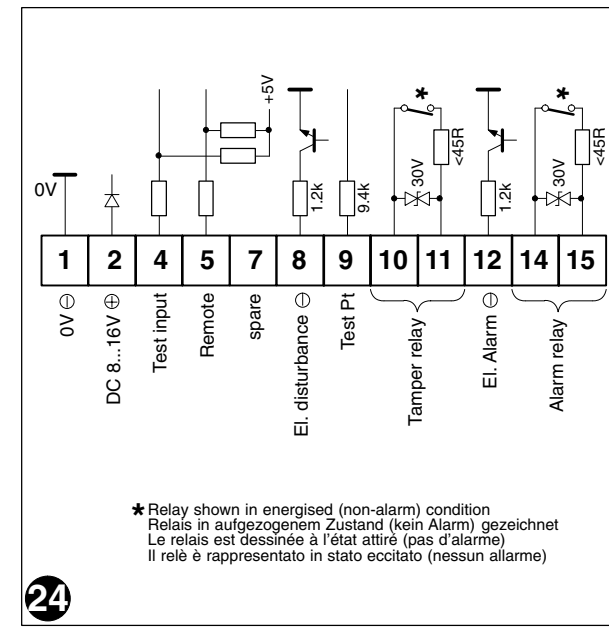 +5V
*
*
<45R
<45R
30V
30V
0V
1.2k
9.4k
1.2k
1 2 4 5 7 8 9 10 11 12 14 15
0V ⊖
DC 8...16V ⊕
Test input
Remote
spare
El. disturbance ⊖
Test Pt
Tamper relay
El. Alarm ⊖
Alarm relay
* Relay shown in energised (non-alarm) condition
Relais in aufgezogenem Zustand (kein Alarm) gezeichnet
Le relais est dessinée à l'état attiré (pas d'alarme)
Il relè è rappresentato in stato eccitato (nessun allarme)
24